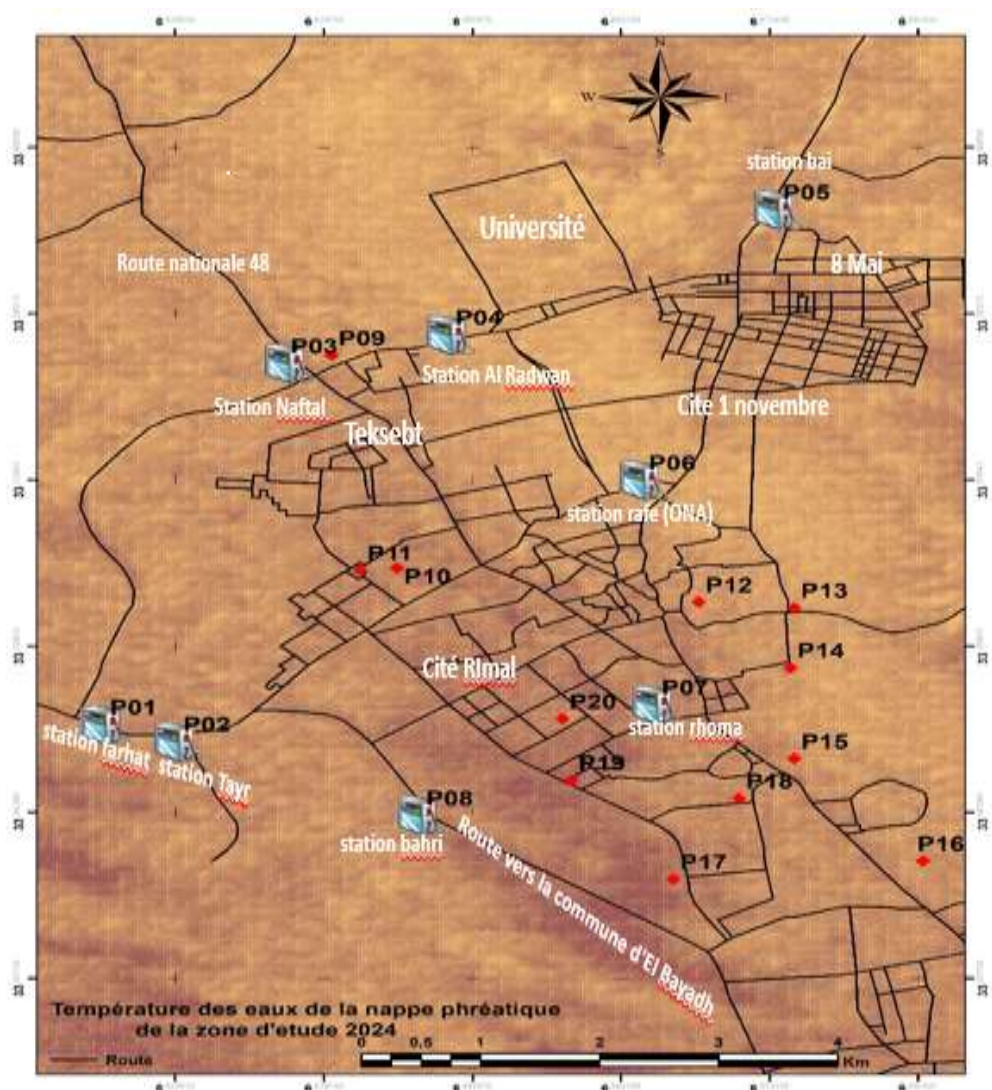 N
W
E
S
station bai
P05
Université
8 Mai
Route nationale 48
P04
P03
P09
Station Al Radwan
Station Naftal
Cite 1 novembre
Teksebt
P06
station rafe (ONA)
P11
P10
P12
P13
P14
Cité RImal
P07
P20
P01
P02
station rhoma
station farhat
station Tayr
P15
P19
P18
P08
station bahri
Route vers la commune d'El Bayadh
P16
P17
Température des eaux de la nappe phréatique
de la zone d'etude 2024
0 0,5 1 2 3 4
Km
Route